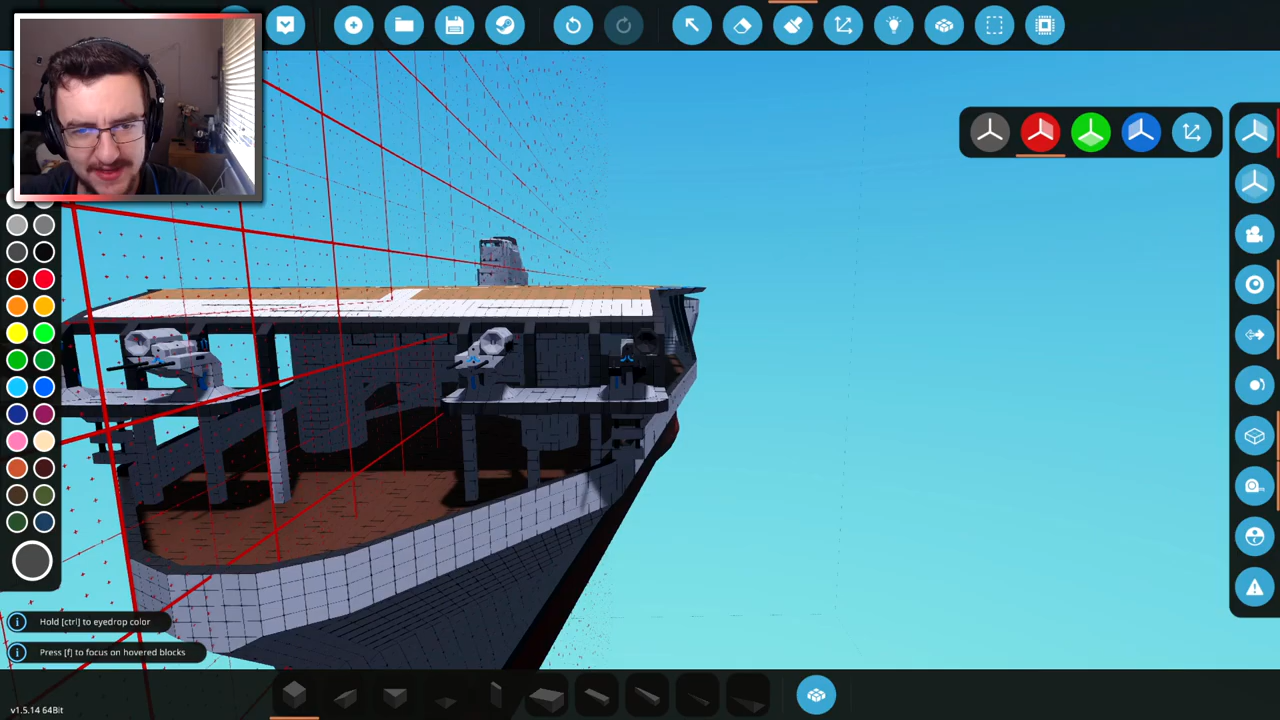 Hold [ctrl] to eyedrop color
Press [f] to focus on hovered blocks
v1.5.14 64Bit